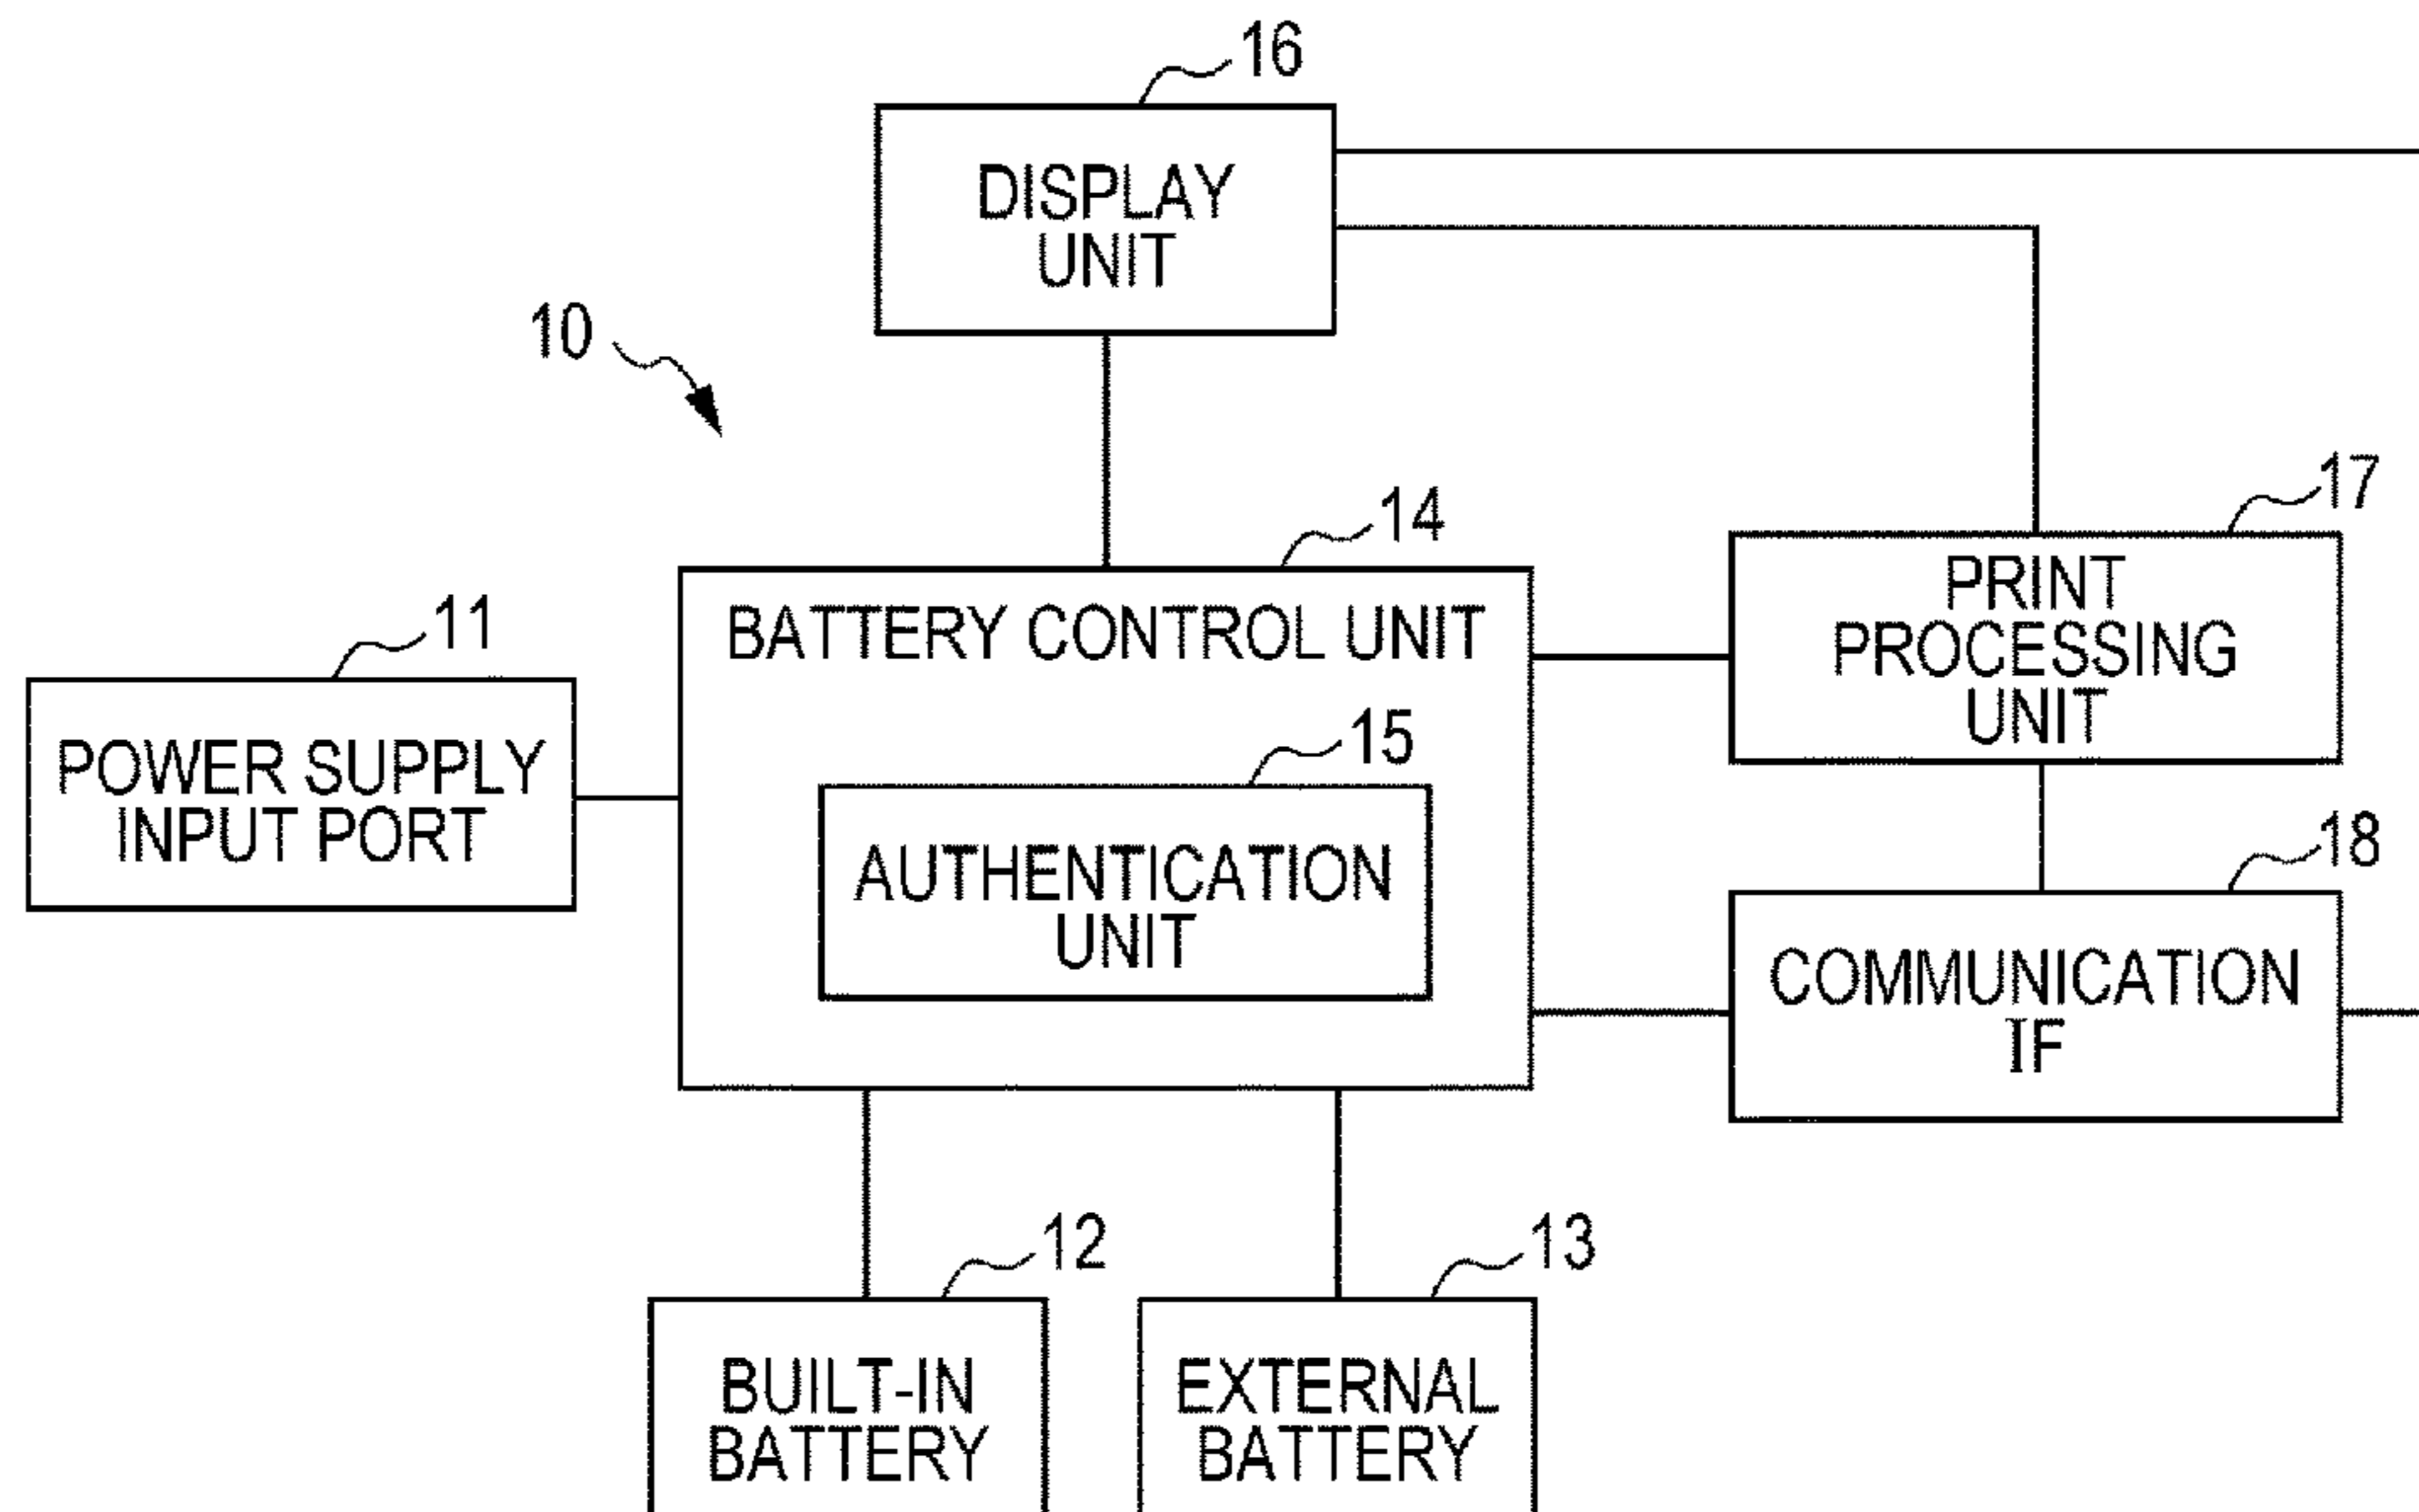 16
DISPLAY
UNIT
10
14
17
BATTERY CONTROL UNIT
PRINT
PROCESSING
UNIT
11
POWER SUPPLY
INPUT PORT
15
AUTHENTICATION
UNIT
18
COMMUNICATION
IF
12
BUILT-IN
BATTERY
13
EXTERNAL
BATTERY